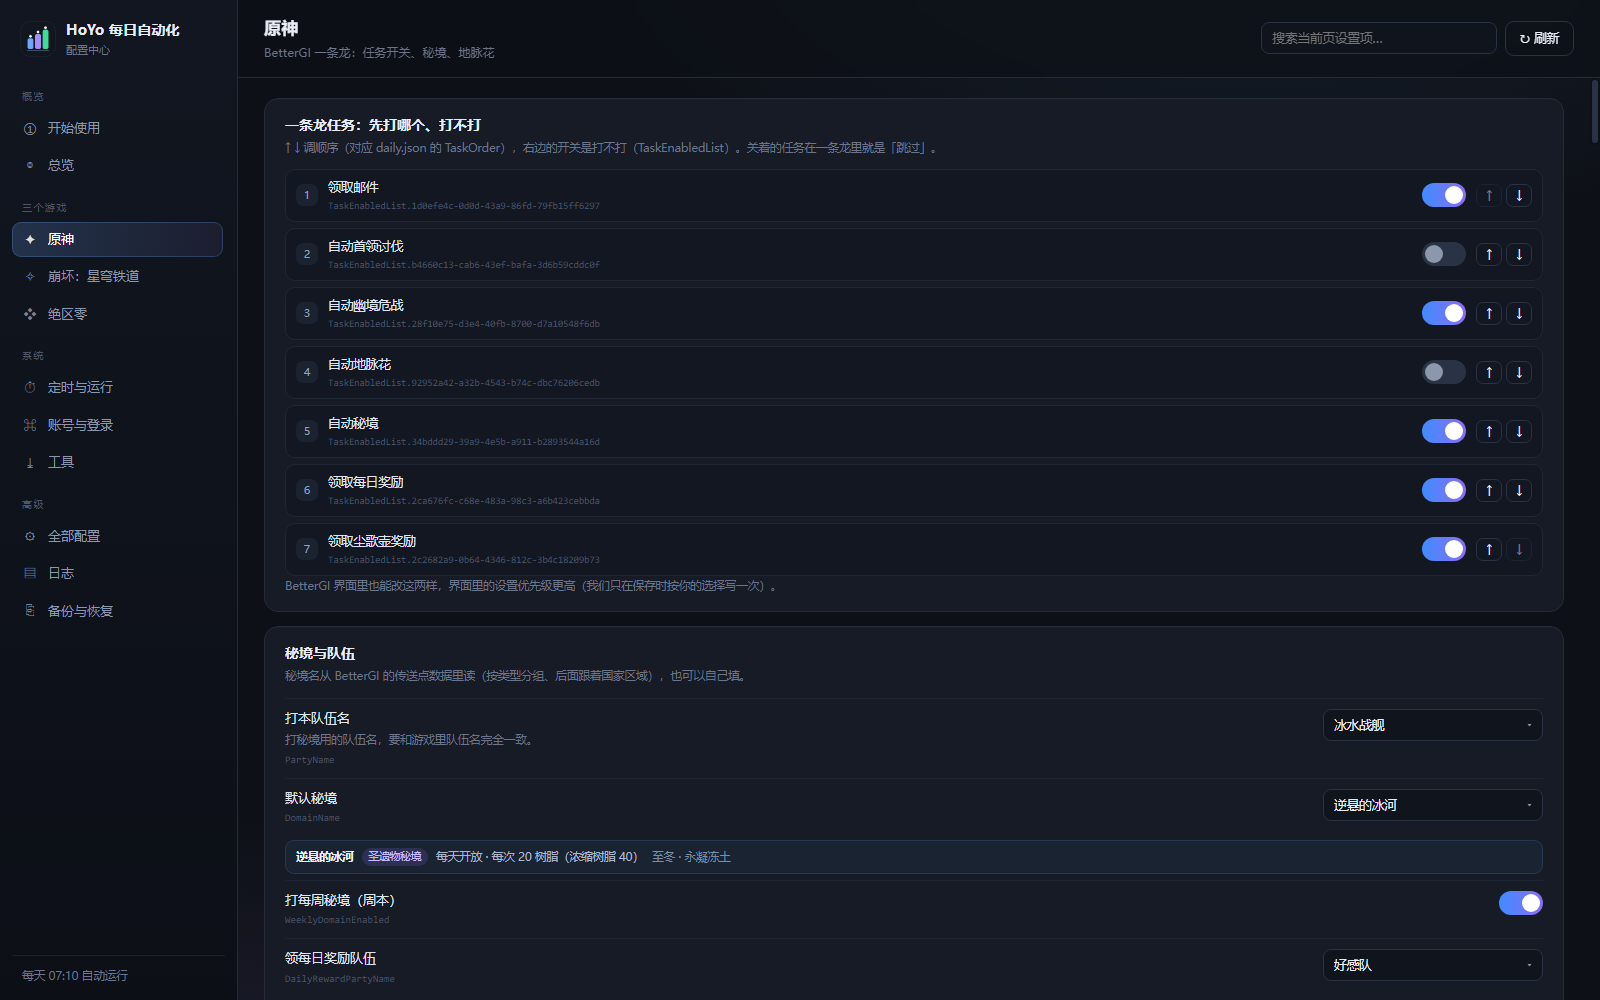 HoYo 每日自动化
配置中心
概览
① 开始使用
总览
三个游戏
原神
崩坏：星穹铁道
绝区零
系统
定时与运行
账号与登录
工具
高级
全部配置
日志
备份与恢复
每天 07:10 自动运行
原神
BetterGI 一条龙：任务开关、秘境、地脉花
搜索当前页设置项...
↻ 刷新
一条龙任务：先打哪个、打不打
↑↓调顺序（对应 daily.json 的 TaskOrder），右边的开关是打不打（TaskEnabledList）。关着的任务在一条龙里就是「跳过」。
1 领取邮件
TaskEnabledList.1d0efe4c-0d0d-43a9-86fd-79fb15ff6297
↑ ↓
2 自动首领讨伐
TaskEnabledList.b4660c13-cab6-43ef-bafa-3d6b59cddc0f
↑ ↓
3 自动幽境危战
TaskEnabledList.28f10e75-d3e4-40fb-8700-d7a10548f6db
↑ ↓
4 自动地脉花
TaskEnabledList.92952a42-a32b-4543-b74c-dbc76206cedb
↑ ↓
5 自动秘境
TaskEnabledList.34bddd29-39a9-4e5b-a911-b2893544a16d
↑ ↓
6 领取每日奖励
TaskEnabledList.2ca676fc-c68e-483a-98c3-a6b423cebbda
↑ ↓
7 领取尘歌壶奖励
TaskEnabledList.2c2682a9-0b64-4346-812c-3b4c18209b73
↑ ↓
BetterGI 界面里也能改这两样，界面里的设置优先级更高（我们只在保存时按你的选择写一次）。
秘境与队伍
秘境名从 BetterGI 的传送点数据里读（按类型分组、后面跟着国家区域），也可以自己填。
打本队伍名
打秘境用的队伍名，要和游戏里队伍名完全一致。
PartyName
冰水战舰
默认秘境
DomainName
逆悬的冰河
逆悬的冰河 圣遗物秘境 每天开放 · 每次 20 树脂（浓缩树脂 40） 至冬 · 永凝冻土
打每周秘境（周本）
WeeklyDomainEnabled
领每日奖励队伍
DailyRewardPartyName
好感队